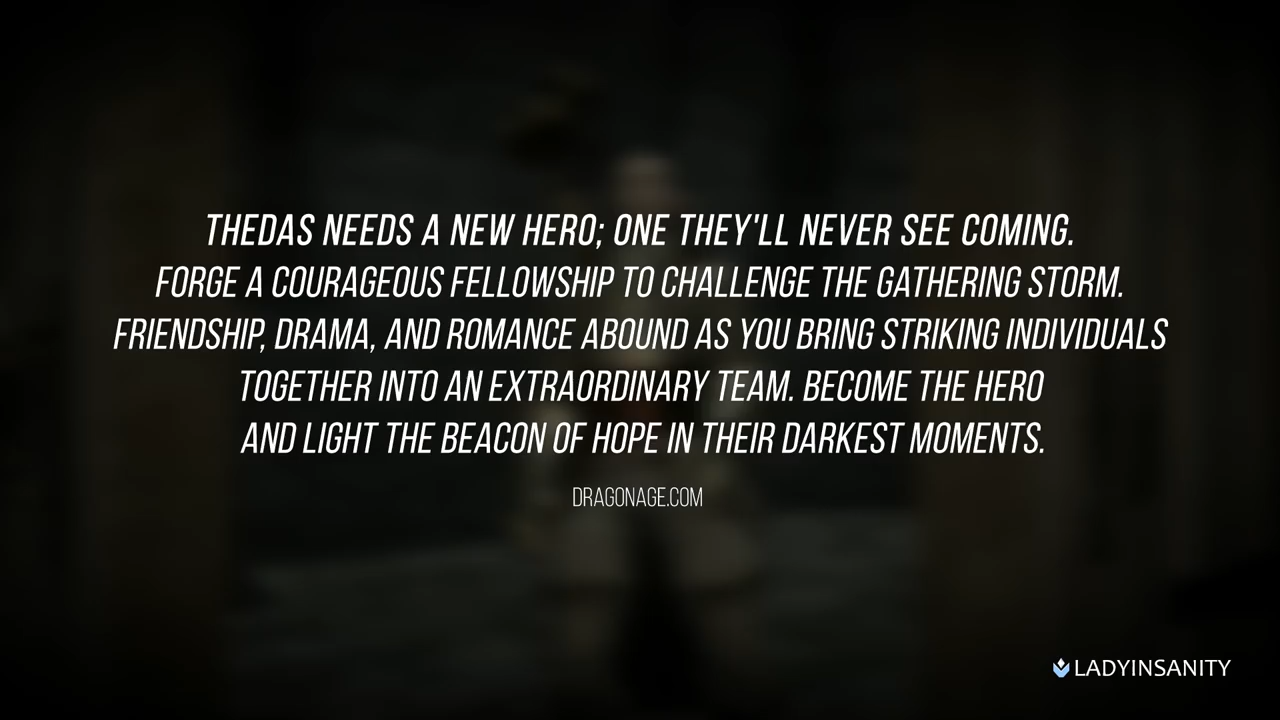 THEDAS NEEDS A NEW HERO; ONE THEY'LL NEVER SEE COMING.
FORGE A COURAGEOUS FELLOWSHIP TO CHALLENGE THE GATHERING STORM.
FRIENDSHIP, DRAMA, AND ROMANCE ABOUND AS YOU BRING STRIKING INDIVIDUALS
TOGETHER INTO AN EXTRAORDINARY TEAM. BECOME THE HERO
AND LIGHT THE BEACON OF HOPE IN THEIR DARKEST MOMENTS.
DRAGONAGE.COM
LADYINSANITY